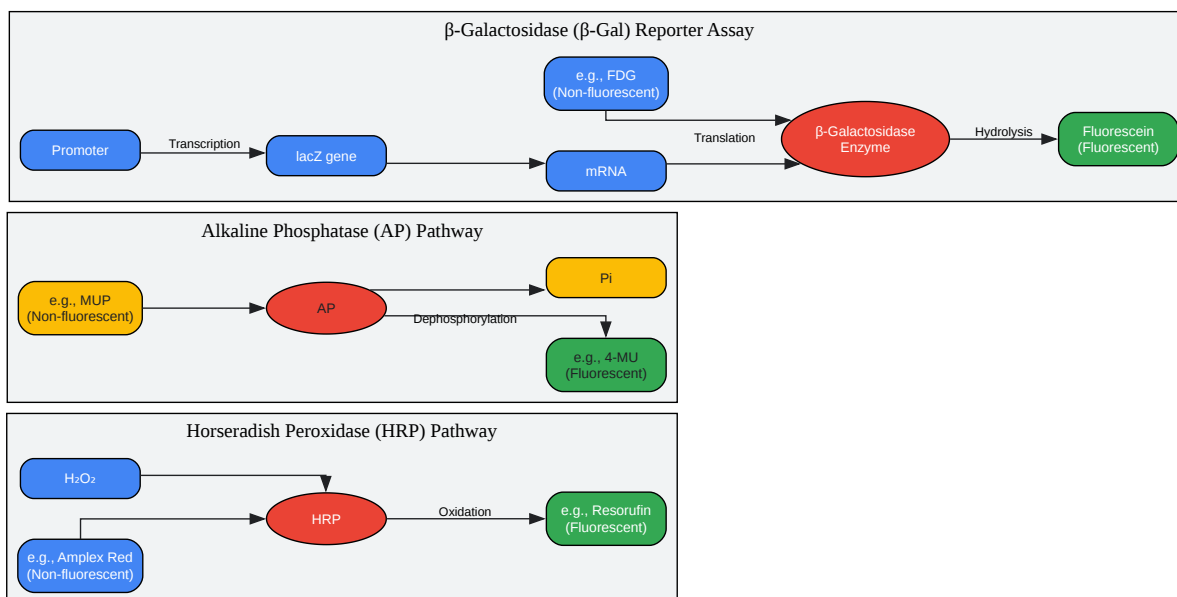 β-Galactosidase (β-Gal) Reporter Assay
e.g., FDG
(Non-fluorescent)
Promoter
Transcription
lacZ gene
mRNA
Translation
β-Galactosidase
Enzyme
Hydrolysis
Fluorescein
(Fluorescent)
Alkaline Phosphatase (AP) Pathway
e.g., MUP
(Non-fluorescent)
AP
Pi
Dephosphorylation
e.g., 4-MU
(Fluorescent)
Horseradish Peroxidase (HRP) Pathway
H₂O₂
e.g., Amplex Red
(Non-fluorescent)
HRP
Oxidation
e.g., Resorufin
(Fluorescent)